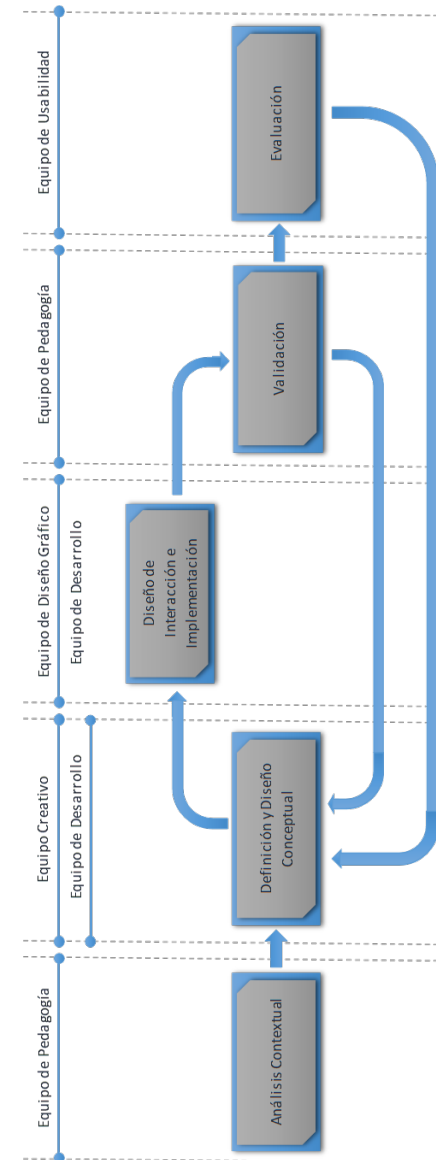 Equipo de Pedagogía
Equipo Creativo
Equipo de Desarrollo
Equipo de Diseño Gráfico
Equipo de Desarrollo
Equipo de Pedagogía
Equipo de Usabilidad
Análisis Contextual
Definición y Diseño
Conceptual
Diseño de
Interacción e
Implementación
Validación
Evaluación